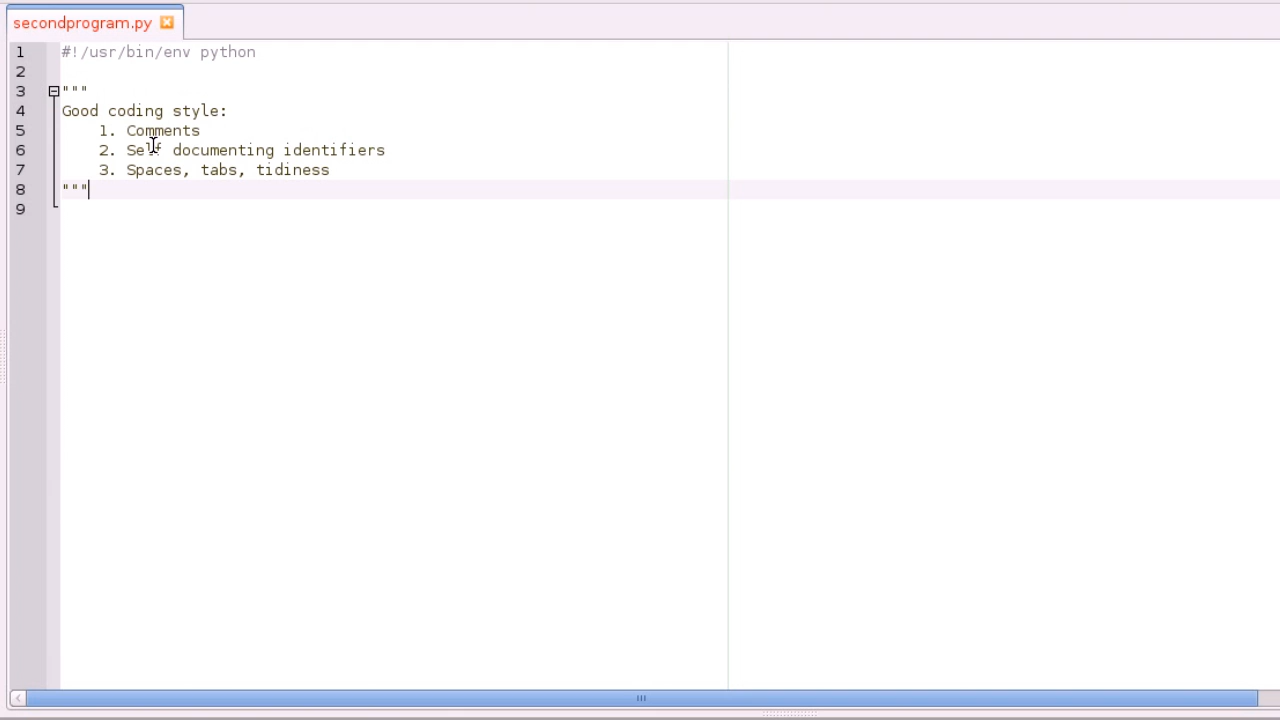 secondprogram.py
1 #!/usr/bin/env python
2
3 """
4 Good coding style:
5 1. Comments
6 2. Self documenting identifiers
7 3. Spaces, tabs, tidiness
8 """
9